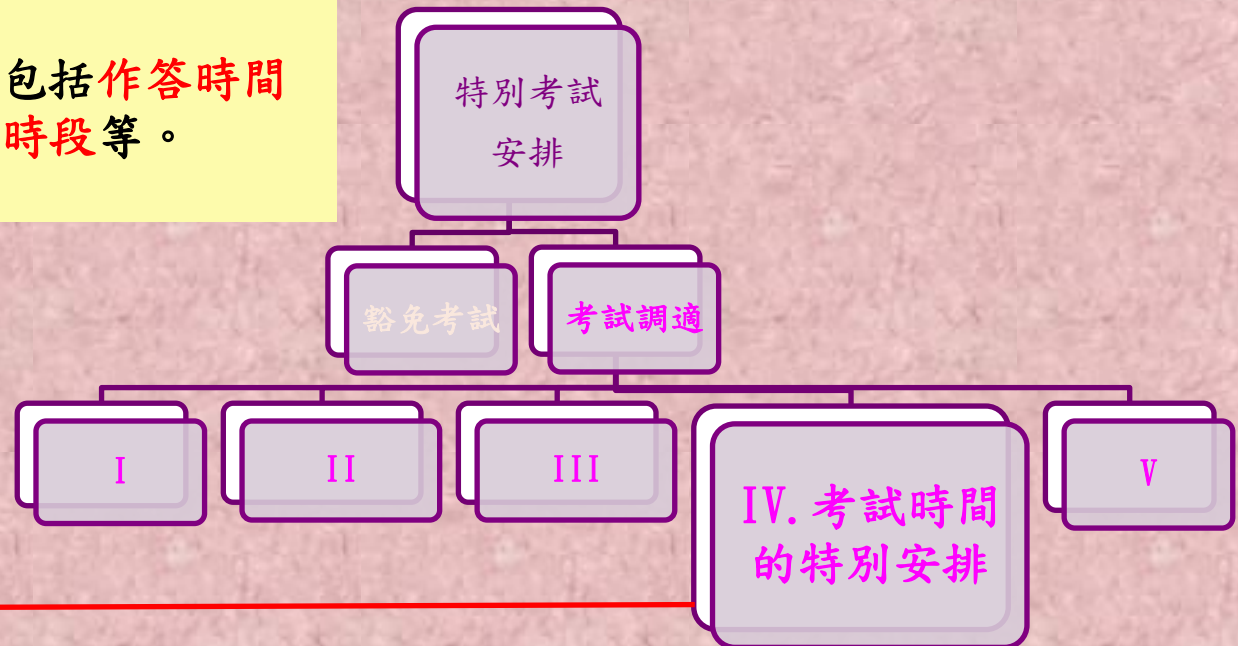 包括作答時間
時段等。
特別考試
安排
豁免考試
考試調適
I
II
III
IV.考試時間
的特別安排
V